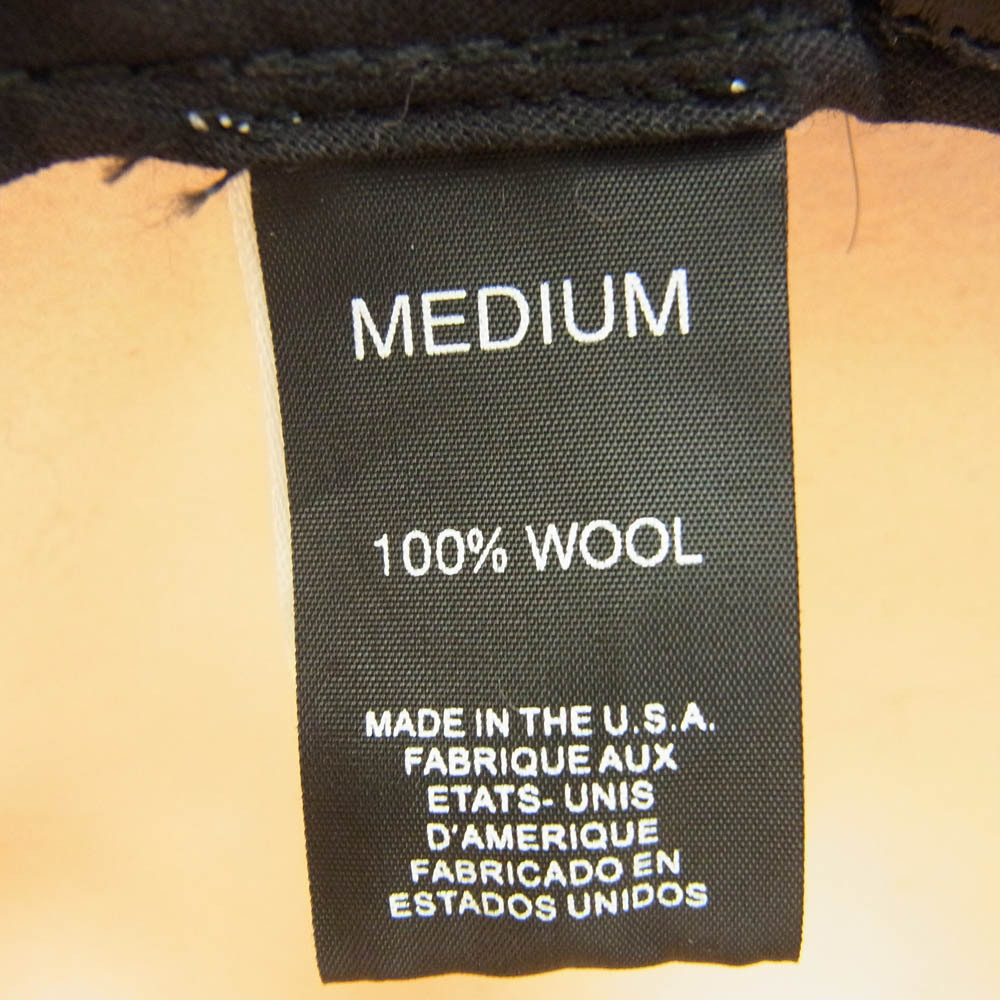 MEDIUM
100% WOOL
MADE IN THE U.S.A.
FABRIQUE AUX
ETATS- UNIS
D'AMERIQUE
FABRICADO EN
ESTADOS UNIDOS